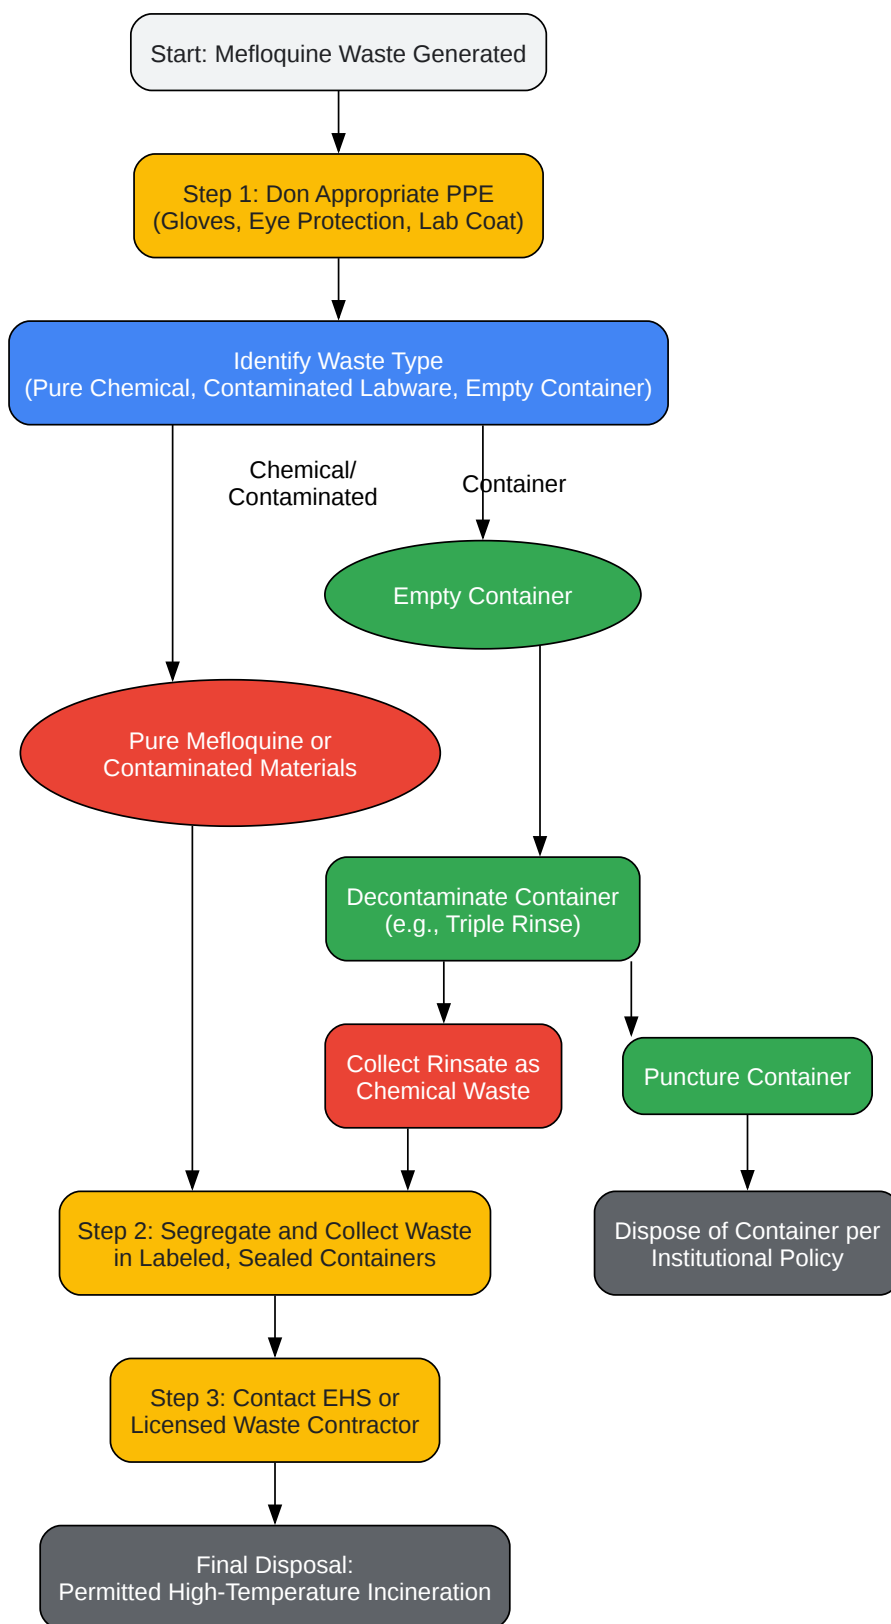 Start: Mefloquine Waste Generated
Step 1: Don Appropriate PPE
(Gloves, Eye Protection, Lab Coat)
Identify Waste Type
(Pure Chemical, Contaminated Labware, Empty Container)
Chemical/
Contaminated
Container
Empty Container
Pure Mefloquine or
Contaminated Materials
Decontaminate Container
(e.g., Triple Rinse)
Collect Rinsate as
Chemical Waste
Puncture Container
Step 2: Segregate and Collect Waste
in Labeled, Sealed Containers
Dispose of Container per
Institutional Policy
Step 3: Contact EHS or
Licensed Waste Contractor
Final Disposal:
Permitted High-Temperature Incineration